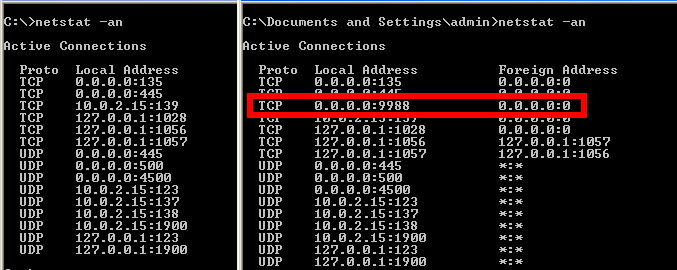 C:\>netstat -an
Active Connections
Proto Local Address
TCP 0.0.0.0:135
TCP 0.0.0.0:445
TCP 10.0.2.15:139
TCP 127.0.0.1:1028
TCP 127.0.0.1:1056
TCP 127.0.0.1:1057
UDP 0.0.0.0:445
UDP 0.0.0.0:500
UDP 0.0.0.0:4500
UDP 10.0.2.15:123
UDP 10.0.2.15:137
UDP 10.0.2.15:138
UDP 10.0.2.15:1900
UDP 127.0.0.1:123
UDP 127.0.0.1:1900
C:\Documents and Settings\admin>netstat -an
Active Connections
Proto Local Address Foreign Address
TCP 0.0.0.0:135 0.0.0.0:0
TCP 0.0.0.0:445 0.0.0.0:0
TCP 0.0.0.0:9988 0.0.0.0:0
TCP 10.0.2.15:139 0.0.0.0:0
TCP 127.0.0.1:1028 0.0.0.0:0
TCP 127.0.0.1:1056 127.0.0.1:1057
TCP 127.0.0.1:1057 127.0.0.1:1056
UDP 0.0.0.0:445 *:*
UDP 0.0.0.0:500 *:*
UDP 0.0.0.0:4500 *:*
UDP 10.0.2.15:123 *:*
UDP 10.0.2.15:137 *:*
UDP 10.0.2.15:138 *:*
UDP 10.0.2.15:1900 *:*
UDP 127.0.0.1:123 *:*
UDP 127.0.0.1:1900 *:*